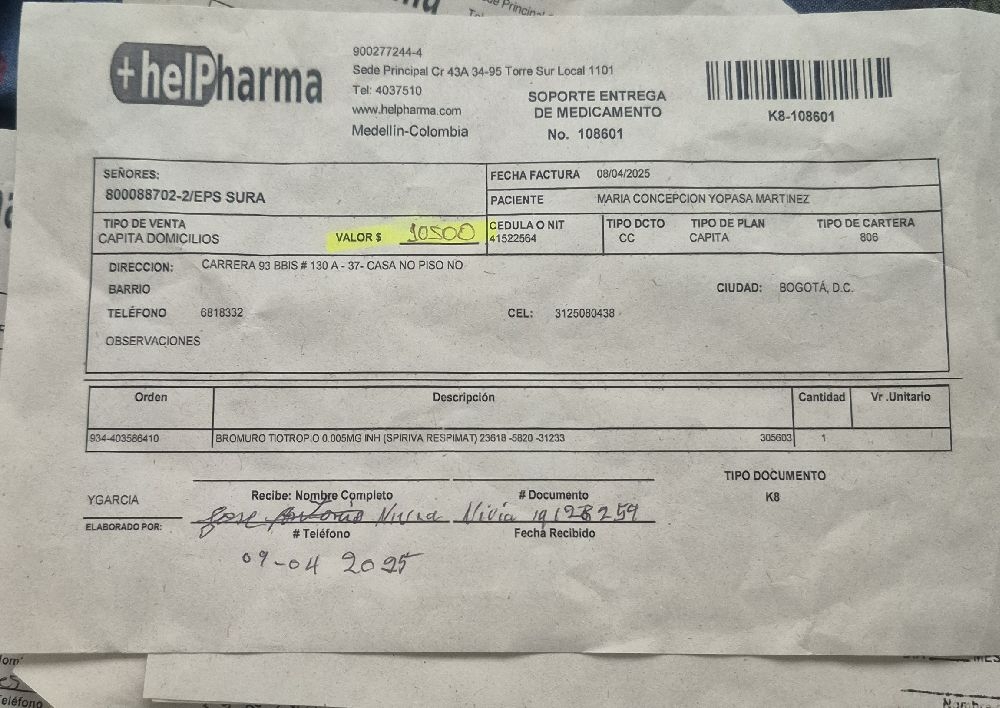 +helPharma
900277244-4
Sede Principal Cr 43A 34-95 Torre Sur Local 1101
Tel: 4037510
www.helpharma.com
Medellin-Colombia
SOPORTE ENTREGA
DE MEDICAMENTO
No. 108601
K8-108601
SEÑORES:
800088702-2/EPS SURA
FECHA FACTURA 08/04/2025
PACIENTE MARIA CONCEPCION YOPASA MARTINEZ
TIPO DE VENTA
CAPITA DOMICILIOS
VALOR $ 10500
CEDULA O NIT
41522564
TIPO DCTO
CC
TIPO DE PLAN
CAPITA
TIPO DE CARTERA
806
DIRECCION: CARRERA 93 BBIS # 130 A - 37- CASA NO PISO NO
BARRIO
CIUDAD: BOGOTÁ, D.C.
TELÉFONO 6818332
CEL: 3125080438
OBSERVACIONES
Orden Descripción Cantidad Vr .Unitario
934-403586410 BROMURO TIOTROPIO 0.005MG INH (SPIRIVA RESPIMAT) 23618 -5820 -31233 305603 1
TIPO DOCUMENTO
K8
YGARCIA
ELABORADO POR:
Recibe: Nombre Completo # Documento
Jose Antonio Nivia 19128259
# Teléfono Fecha Recibido
09-04 2025
Teléfono